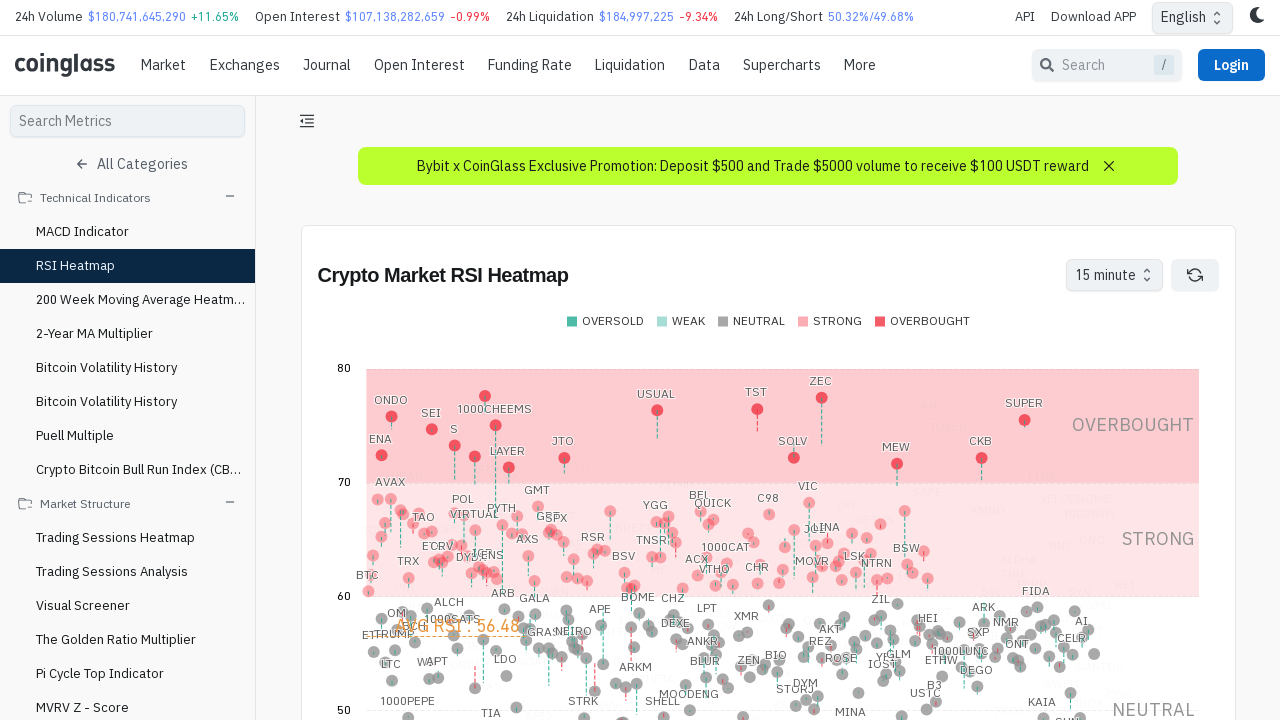 24h Volume $180,741,645,290 +11.65% Open Interest $107,138,282,659 -0.99% 24h Liquidation $184,997,225 -9.34% 24h Long/Short 50.32%/49.68% API Download APP English
coinglass Market Exchanges Journal Open Interest Funding Rate Liquidation Data Supercharts More Search / Login
Search Metrics
All Categories
Technical Indicators
MACD Indicator
RSI Heatmap
200 Week Moving Average Heatm...
2-Year MA Multiplier
Bitcoin Volatility History
Bitcoin Volatility History
Puell Multiple
Crypto Bitcoin Bull Run Index (CB...
Market Structure
Trading Sessions Heatmap
Trading Sessions Analysis
Visual Screener
The Golden Ratio Multiplier
Pi Cycle Top Indicator
MVRV Z - Score
Bybit x CoinGlass Exclusive Promotion: Deposit $500 and Trade $5000 volume to receive $100 USDT reward
Crypto Market RSI Heatmap 15 minute
OVERSOLD WEAK NEUTRAL STRONG OVERBOUGHT
80
ZEC
ONDO USUAL TST SUPER
SEI 1000CHEEMS
S OVERBOUGHT
ENA LAYER JTO SOLV MEW CKB
70 AVAX GMT VIC
POL PYTH YGG BEL QUICK C98
TAO VIRTUAL SPX LINA
AXS RSR TNSR STRONG
TRX BSV ACX 1000CAT MOVR LSK BSW
BTC VTHO CHR NTRN
60 ARB GALA BOME CHZ ZIL FIDA
OM ALCH APE LPT ARK
1000SATS DEXE XMR HEI NMR AI
Avg RSI : 56.48 NEIRO AKT SXP
TRUMP ANKR REZ ONT CELR
LTC LDO ARKM BLUR ZEN BIO ROSE IOST GLM ETHW 1000LUNC
DYM B3 DEGO
1000PEPE STRK SHELL MOODENG STORJ USTC KAIA
50 TIA MINA NEUTRAL